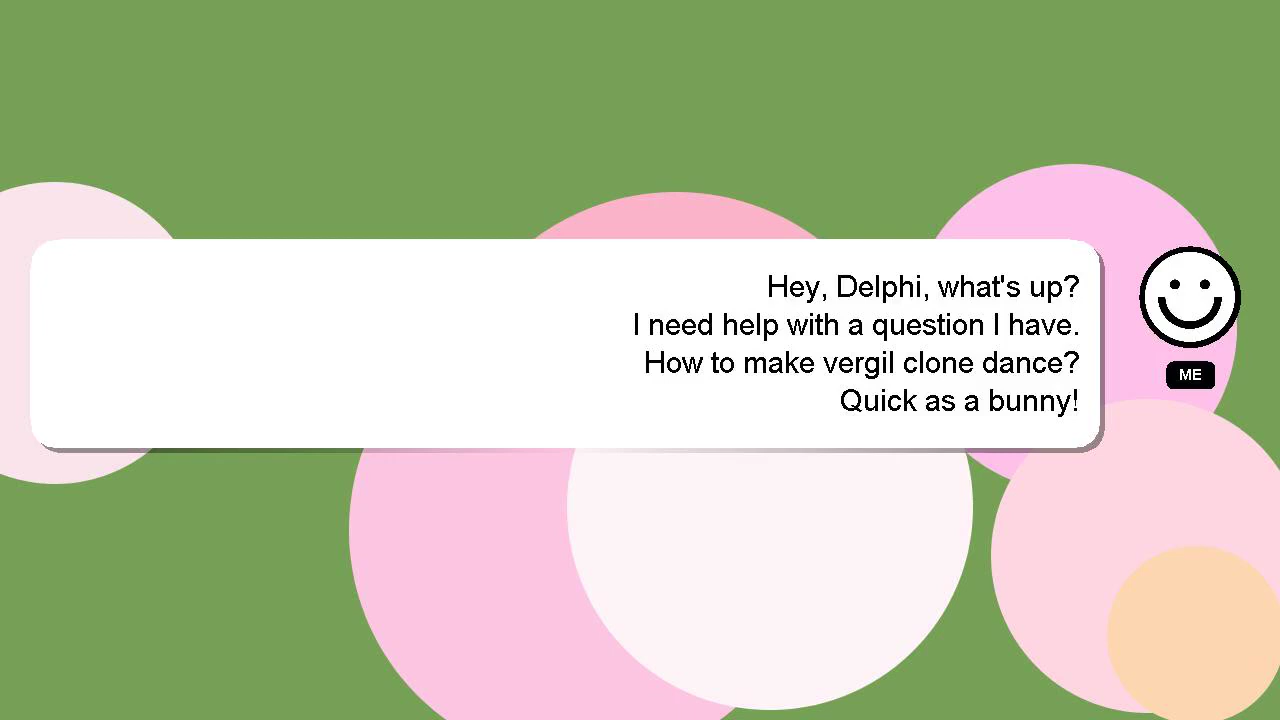 Hey, Delphi, what's up?
I need help with a question I have.
How to make vergil clone dance?
Quick as a bunny!
ME